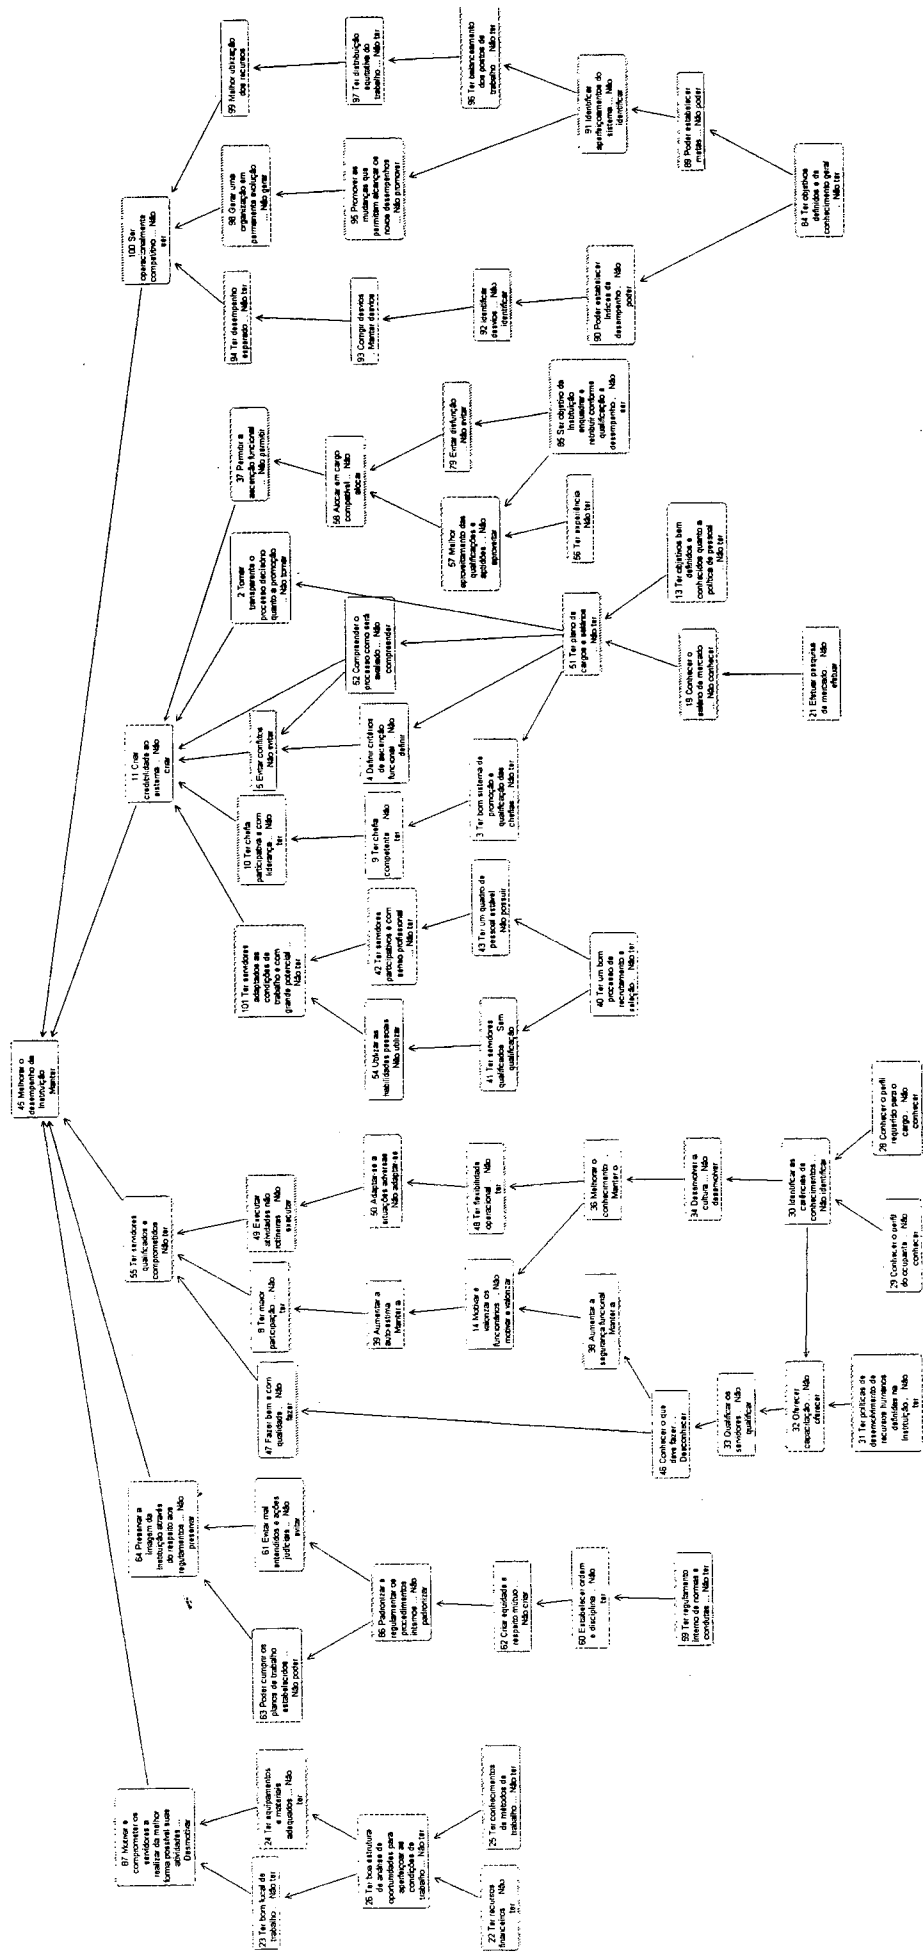 45 Melhorar o
desempenho da
Instituição
Manter
87 Motivar e
comprometer os
servidores a
realizar da melhor
forma possível suas
atividades ...
Desmotivar
64 Preservar a
imagem da
Instituição através
do respeito aos
regulamentos ... Não
preservar
55 Ter servidores
qualificados e
comprometidos ...
Não ter
11 Criar
credibilidade ao
sistema ... Não
criar
100 Ser
operacionalmente
competitivo ... Não
ser
23 Ter bom local de
trabalho ... Não ter
24 Ter equipamentos
e materiais
adequados ... Não
ter
63 Poder cumprir os
planos de trabalho
estabelecidos ...
Não poder
61 Evitar mal
entendidos e ações
judiciais ... Não
evitar
47 Fazer bem e com
qualidade ... Não
fazer
8 Ter maior
participação ... Não
ter
49 Executar
atividades não
rotineiras ... Não
executar
101 Ter servidores
adaptados as
condições de
trabalho e com
grande potencial ...
Não ter
10 Ter chefia
participativa e com
liderança ... Não
ter
5 Evitar conflitos
... Não evitar
2 Tornar
transparente o
processo decisório
quanto a promoção
... Não tornar
37 Permitir a
ascenção funcional
... Não permitir
94 Ter desempenho
esperado ... Não ter
98 Gerar uma
organização em
permanente evolução
... Não gerar
99 Melhor utilização
dos recursos
26 Ter boa estrutura
de análise de
oportunidades para
aperfeiçoar as
condições de
trabalho ... Não ter
86 Padronizar e
regulamentar os
procedimentos
internos ... Não
padronizar
39 Aumentar a
auto estima ...
Manter a
50 Adaptar-se a
situações adversas
... Não adaptar-se
54 Utilizar as
habilidades pessoais
... Não utilizar
42 Ter servidores
participativos e com
senso profissional
... Não ter
9 Ter chefia
competente ... Não
ter
4 Definir critérios
de ascenção
funcional ... Não
definir
52 Compreender o
processo como será
avaliado ... Não
compreender
58 Alocar em cargo
compatível ... Não
alocar
93 Corrigir desvios
... Manter desvios
95 Promover as
mudanças que
permitam alcançar os
novos desempenhos
... Não promover
97 Ter distribuição
equitativa do
trabalho ... Não ter
22 Ter recursos
financeiros ... Não
ter
25 Ter conhecimentos
de métodos de
trabalho ... Não ter
62 Criar equidade e
respeito mútuo ...
Não criar
14 Motivar e
valorizar os
funcionários ... Não
motivar e valorizar
48 Ter flexibilidade
operacional ... Não
ter
41 Ter servidores
qualificados ... Sem
qualificação
43 Ter um quadro de
pessoal estável ...
Não possuir
3 Ter bom sistema de
promoção e
qualificação das
chefias ... Não ter
57 Melhor
aproveitamento das
qualificações e
aptidões ... Não
aproveitar
79 Evitar disfunção
... Não evitar
92 Identificar
desvios ... Não
identificar
96 Ter balanceamento
dos postos de
trabalho ... Não ter
60 Estabelecer ordem
e disciplina ... Não
ter
38 Aumentar a
segurança funcional
... Manter a
36 Melhorar o
conhecimento ...
Manter o
40 Ter um bom
processo de
recrutamento e
seleção ... Não ter
51 Ter plano de
cargos e salários
... Não ter
56 Ter experiência
... Não ter
85 Ser objetivo da
Instituição
enquadrar e
retribuir conforme
qualificação e
desempenho ... Não
ser
90 Poder estabelecer
índices de
desempenho ... Não
poder
91 Identificar
aperfeiçoamentos do
sistema ... Não
identificar
59 Ter regulamento
interno de normas e
condutas ... Não ter
46 Conhecer o que
deve fazer ...
Desconhecer
34 Desenvolver a
cultura ... Não
desenvolver
19 Conhecer o
salário de mercado
... Não conhecer
13 Ter objetivos bem
definidos e
conhecidos quanto a
política de pessoal
... Não ter
89 Poder estabelecer
metas ... Não poder
33 Qualificar os
servidores ... Não
qualificar
30 Identificar as
carências de
conhecimentos ...
Não identificar
21 Efetuar pesquisa
de mercado ... Não
efetuar
84 Ter objetivos
definidos e de
conhecimento geral
... Não ter
32 Oferecer
capacitação ... Não
oferecer
29 Conhecer o perfil
do ocupante ... Não
conhecer
28 Conhecer o perfil
requerido para o
cargo ... Não
conhecer
31 Ter políticas de
desenvolvimento de
recursos humanos
definidas na
Instituição ... Não
ter